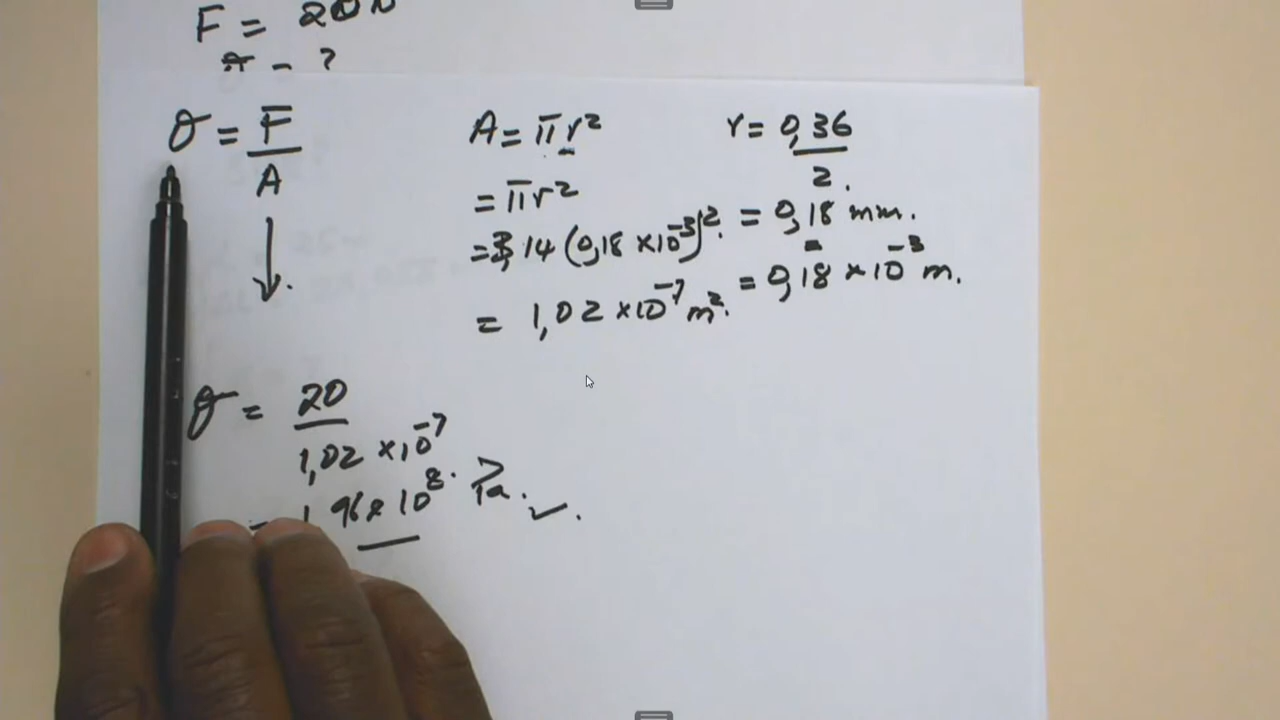 F = 20N
σ = ?
σ = F/A
A = πr²
= πr²
= 3,14 (0,18 ×10⁻³)².
= 1,02 ×10⁻⁷ m².
r = 0,36/2.
= 0,18 mm.
= 0,18 ×10⁻³ m.
σ = 20/1,02 ×10⁻⁷
= 1,96 × 10⁸. Pa.